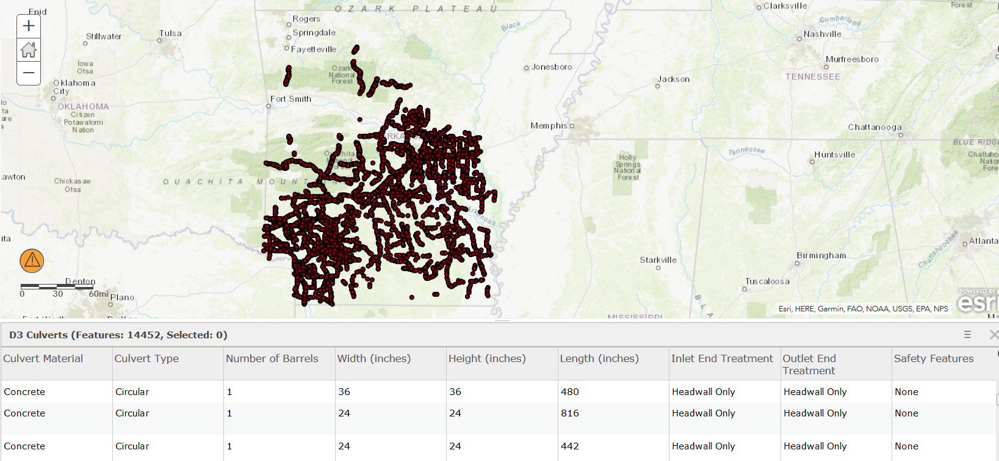 OZARK PLATEAU
Enid
Clarksville
Forest
Rogers
Springdale
Fayetteville
Black
Cumberland
Nashville
Stillwater
Tulsa
Iowa
Otsa
Ozark
National
Forest
Jonesboro
Murfreesboro
TENNESSEE
Jackson
Oklahoma
City
Fort Smith
OKLAHOMA
Citizen
Potawatomi
Nation
Memphis
Chattanooga
BLUE RIDG
Tennessee
Huntsville
Holly
Springs
National
Forest
Chickasaw
Otsa
OUACHITA MOUNT
Arkansas
Atlanta
Chattahoochee
Birmingham
Starkville
Tuscaloosa
Denton
0 30 60mi
Plano
MISSISSIPPI
POWERED BY
esri
Esri, HERE, Garmin, FAO, NOAA, USGS, EPA, NPS
D3 Culverts (Features: 14452, Selected: 0)
Culvert Material Culvert Type Number of Barrels Width (inches) Height (inches) Length (inches) Inlet End Treatment Outlet End Treatment Safety Features
Concrete Circular 1 36 36 480 Headwall Only Headwall Only None
Concrete Circular 1 24 24 816 Headwall Only Headwall Only None
Concrete Circular 1 24 24 442 Headwall Only Headwall Only None